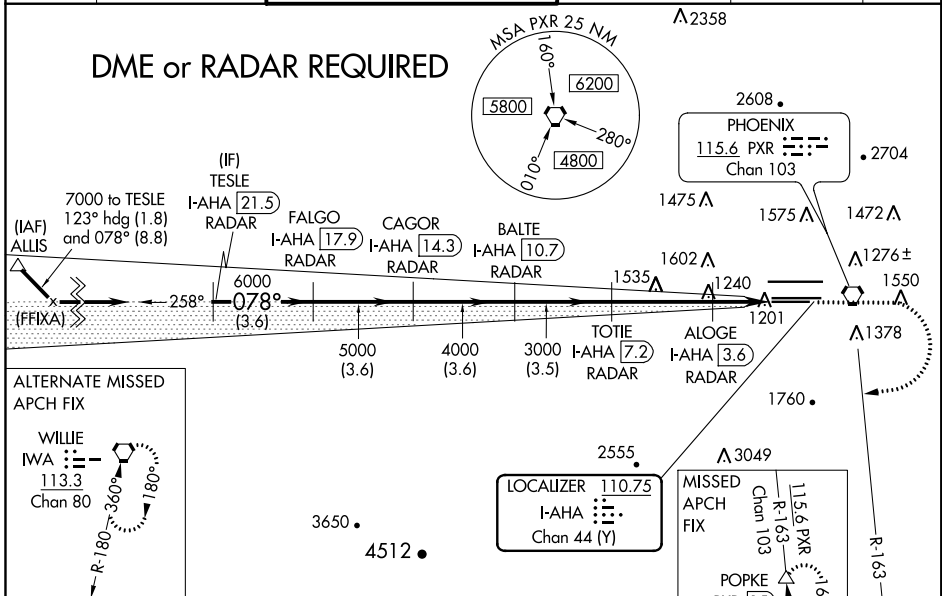 DME or RADAR REQUIRED
MSA PXR 25 NM
160°
6200
5800
280°
4800
010°
2358
2608
PHOENIX
115.6 PXR
Chan 103
2704
1475
1575
1472
(IF)
TESLE
I-AHA 21.5
RADAR
7000 to TESLE
123° hdg (1.8)
and 078° (8.8)
(IAF)
ALLIS
(FFIXA)
FALGO
I-AHA 17.9
RADAR
CAGOR
I-AHA 14.3
RADAR
BALTE
I-AHA 10.7
RADAR
1602
1535
1240
1276±
1550
6000
258°
078°
(3.6)
1201
1378
5000
(3.6)
4000
(3.6)
3000
(3.5)
TOTIE
I-AHA 7.2
RADAR
ALOGE
I-AHA 3.6
RADAR
1760
ALTERNATE MISSED
APCH FIX
WILLIE
IWA
113.3
Chan 80
R-180
360°
180°
2555
3049
LOCALIZER 110.75
I-AHA
Chan 44 (Y)
3650
4512
MISSED
APCH
FIX
115.6 PXR
Chan 103
R-163
POPKE
R-163